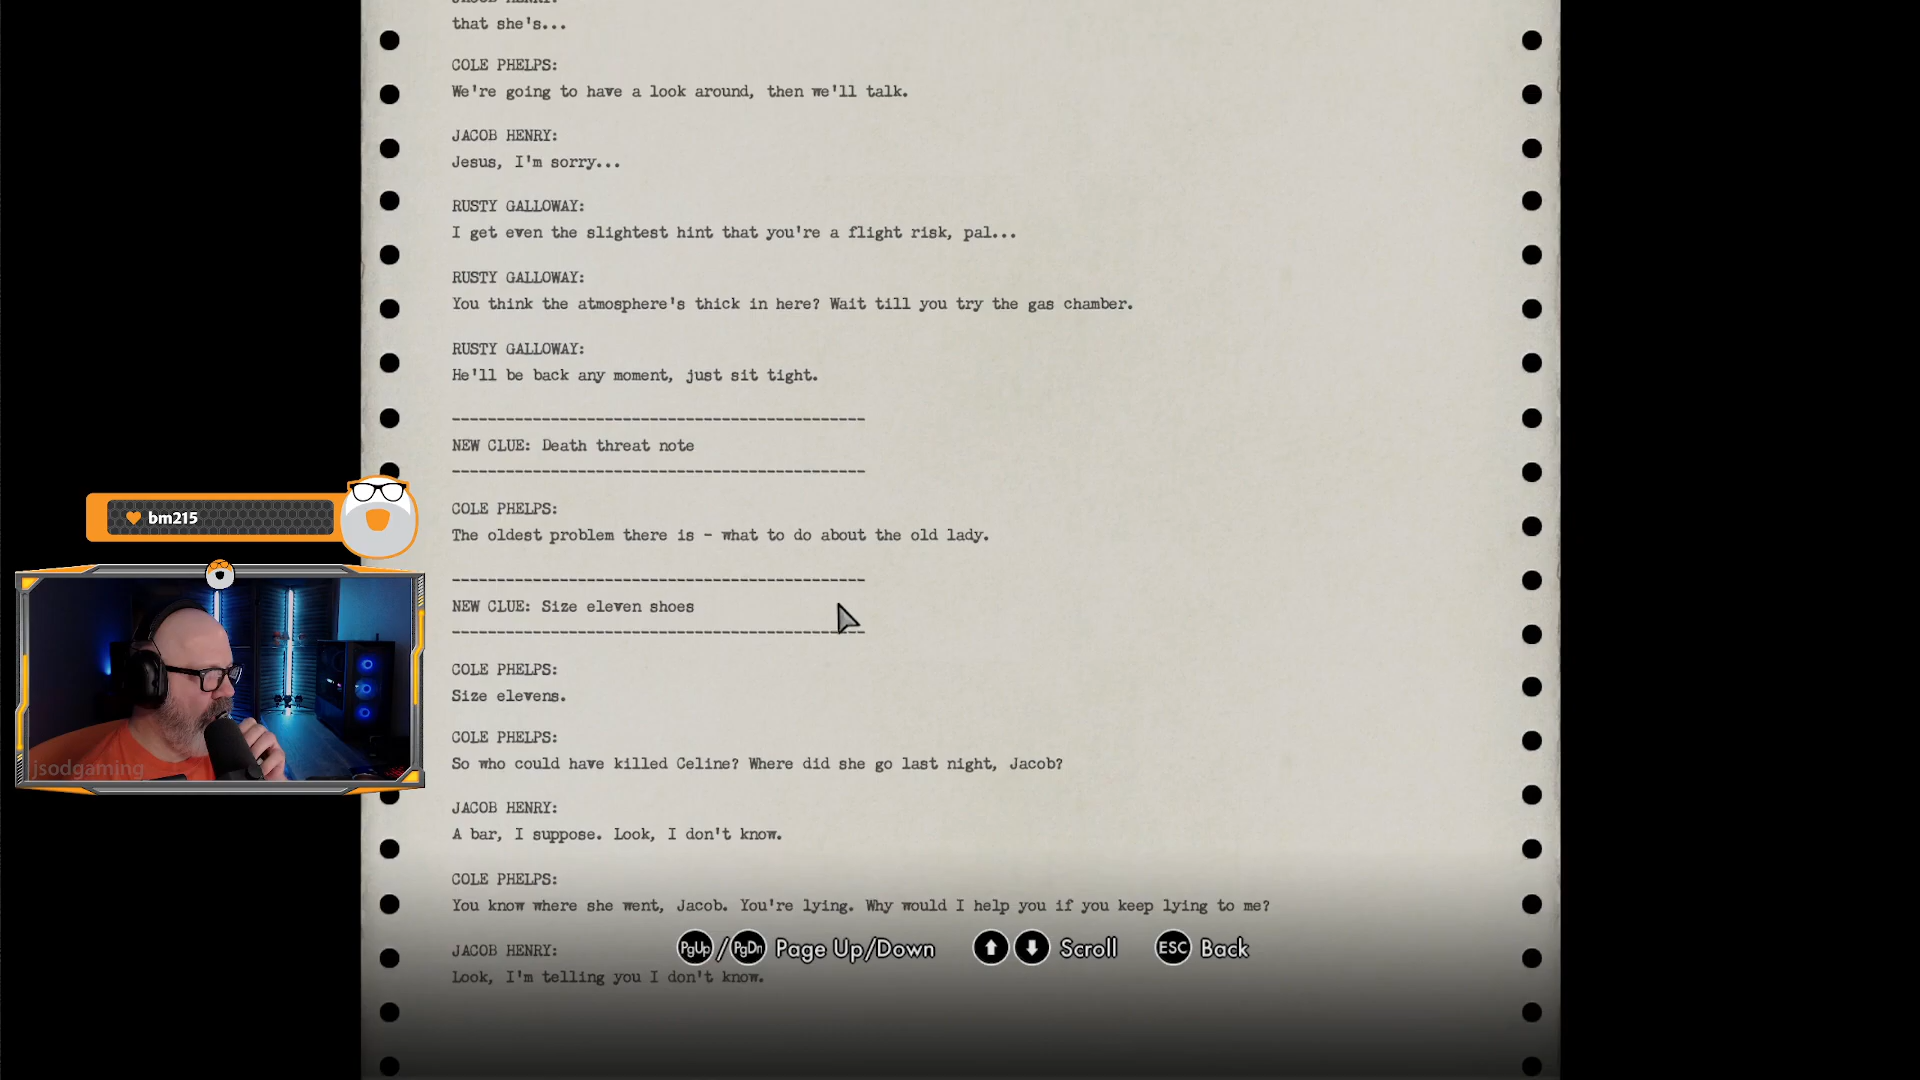 JACOB HENRY:
that she's...
COLE PHELPS:
We're going to have a look around, then we'll talk.
JACOB HENRY:
Jesus, I'm sorry...
RUSTY GALLOWAY:
I get even the slightest hint that you're a flight risk, pal...
RUSTY GALLOWAY:
You think the atmosphere's thick in here? Wait till you try the gas chamber.
RUSTY GALLOWAY:
He'll be back any moment, just sit tight.
----------------------------------------------
NEW CLUE: Death threat note
----------------------------------------------
COLE PHELPS:
The oldest problem there is - what to do about the old lady.
----------------------------------------------
NEW CLUE: Size eleven shoes
----------------------------------------------
COLE PHELPS:
Size elevens.
COLE PHELPS:
So who could have killed Celine? Where did she go last night, Jacob?
JACOB HENRY:
A bar, I suppose. Look, I don't know.
COLE PHELPS:
You know where she went, Jacob. You're lying. Why would I help you if you keep lying to me?
JACOB HENRY:
Look, I'm telling you I don't know.
PgUp / PgDn Page Up/Down Scroll ESC Back
bm215
jsodgaming